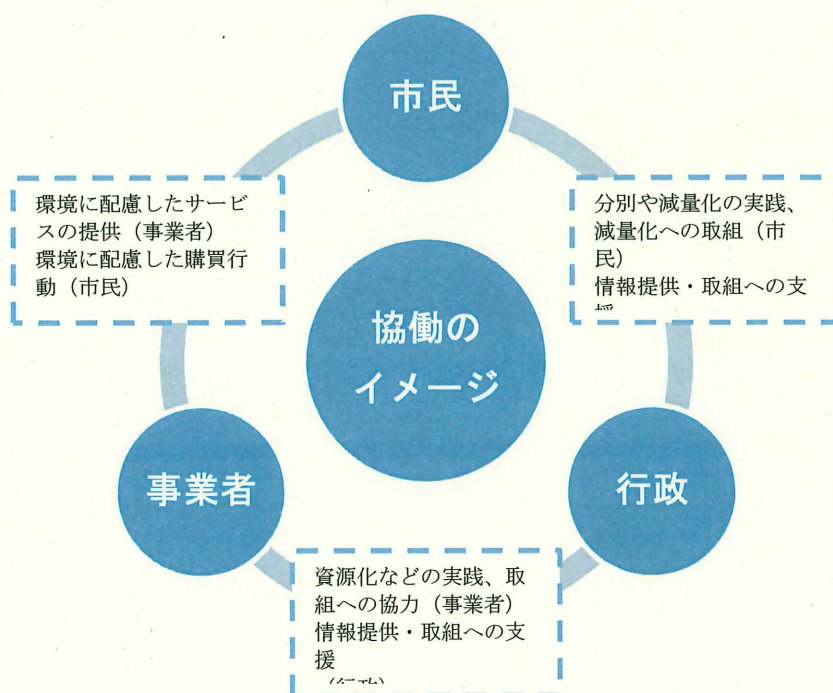 市民
環境に配慮したサービ
スの提供（事業者）
環境に配慮した購買行
動（市民）
分別や減量化の実践、
減量化への取組（市
民）
情報提供・取組への支
協働の
イメージ
事業者
行政
資源化などの実践、取
組への協力（事業者）
情報提供・取組への支
援